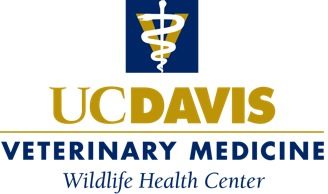 UCDAVIS
VETERINARY MEDICINE
Wildlife Health Center